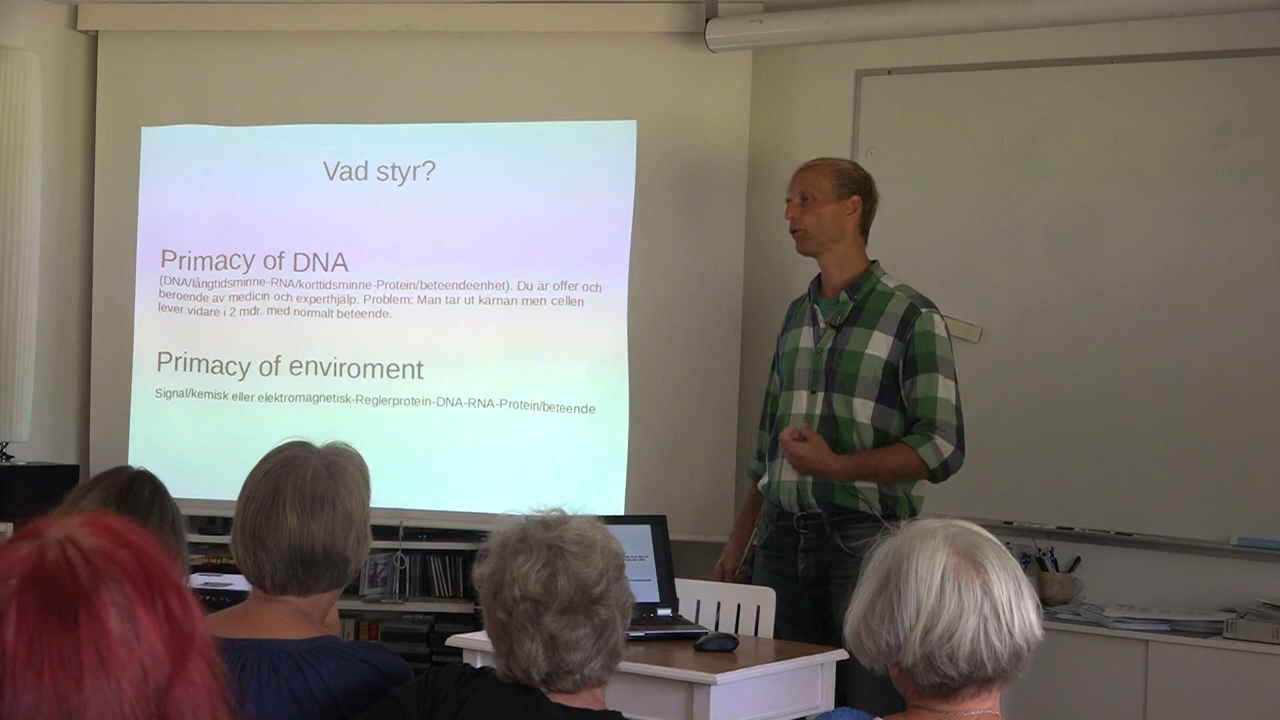 Vad styr?
Primacy of DNA
(DNA/långtidsminne-RNA/korttidsminne-Protein/beteendeenhet). Du är offer och
beroende av medicin och experthjälp. Problem: Man tar ut kärnan men cellen
lever vidare i 2 mdr. med normalt beteende.
Primacy of enviroment
Signal/kemisk eller elektromagnetisk-Reglerprotein-DNA-RNA-Protein/beteende